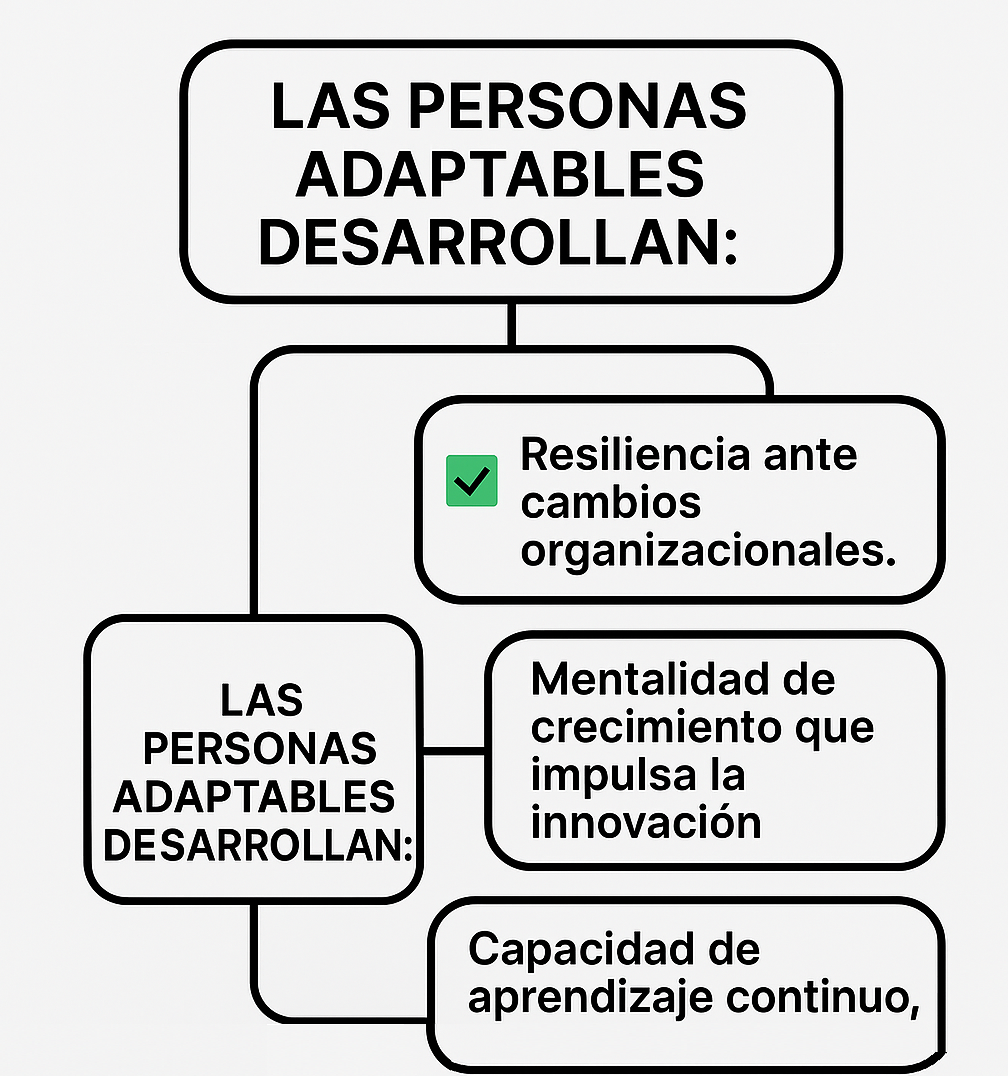 LAS PERSONAS
ADAPTABLES
DESARROLLAN:
Resiliencia ante
cambios
organizacionales.
LAS
PERSONAS
ADAPTABLES
DESARROLLAN:
Mentalidad de
crecimiento que
impulsa la
innovación
Capacidad de
aprendizaje continuo,